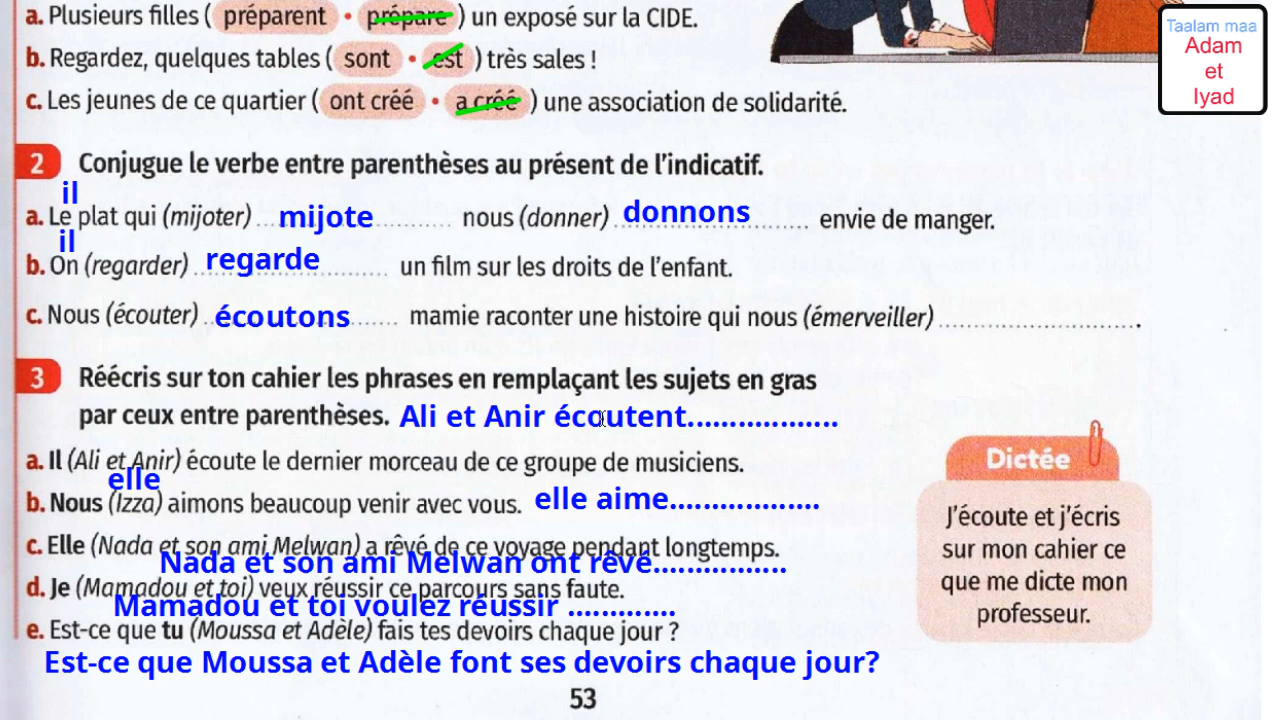 a. Plusieurs filles ( préparent • prépare ) un exposé sur la CIDE.
b. Regardez, quelques tables ( sont • est ) très sales !
c. Les jeunes de ce quartier ( ont créé • a créé ) une association de solidarité.
Taalam maa
Adam
et
Iyad
2 Conjugue le verbe entre parenthèses au présent de l'indicatif.
il
a. Le plat qui (mijoter) mijote nous (donner) donnons envie de manger.
il
b. On (regarder) regarde un film sur les droits de l'enfant.
c. Nous (écouter) écoutons mamie raconter une histoire qui nous (émerveiller) .
3 Réécris sur ton cahier les phrases en remplaçant les sujets en gras
par ceux entre parenthèses. Ali et Anir écoutent...................
a. Il (Ali et Anir) écoute le dernier morceau de ce groupe de musiciens.
elle
b. Nous (Izza) aimons beaucoup venir avec vous. elle aime...................
c. Elle (Nada et son ami Melwan) a rêvé de ce voyage pendant longtemps.
Nada et son ami Melwan ont rêvé.................
d. Je (Mamadou et toi) veux réussir ce parcours sans faute.
Mamadou et toi voulez réussir .............
e. Est-ce que tu (Moussa et Adèle) fais tes devoirs chaque jour ?
Est-ce que Moussa et Adèle font ses devoirs chaque jour?
Dictée
J'écoute et j'écris
sur mon cahier ce
que me dicte mon
professeur.
53